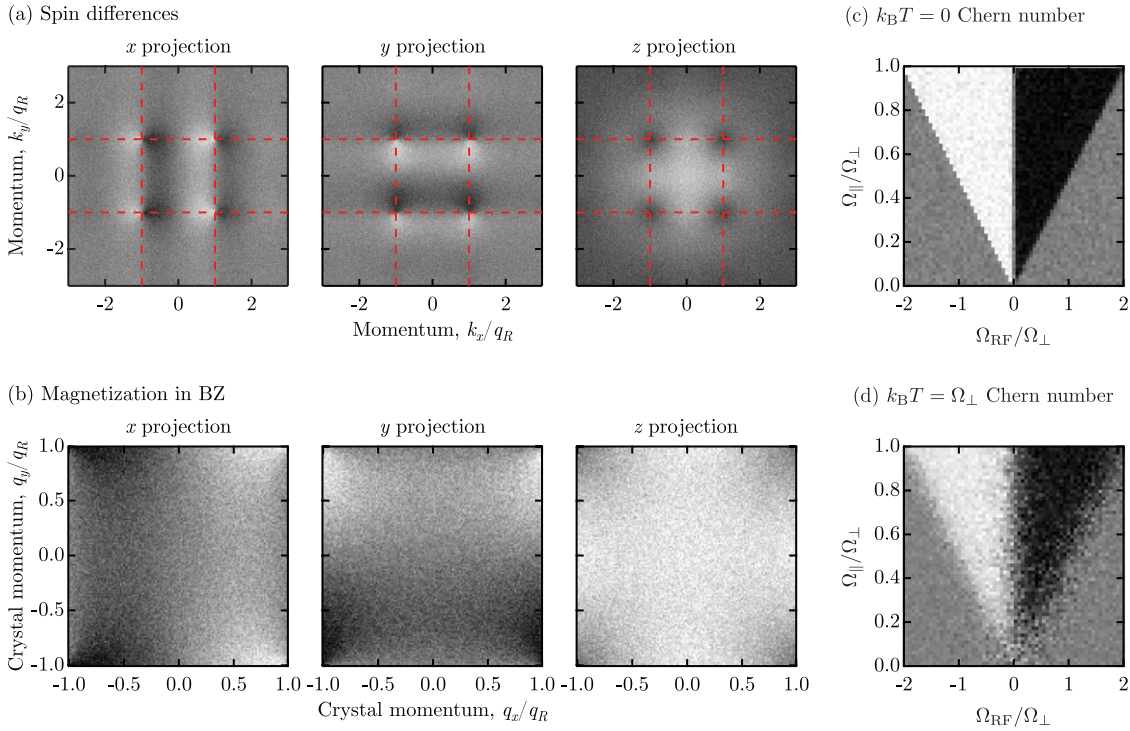 (a) Spin differences
x projection
y projection
z projection
Momentum, k_y/q_R
2
0
-2
-2 0 2
-2 0 2
-2 0 2
Momentum, k_x/q_R
(b) Magnetization in BZ
x projection
y projection
z projection
Crystal momentum, q_y/q_R
1.0
0.5
0.0
-0.5
-1.0
-1.0 -0.5 0.0 0.5 1.0
-1.0 -0.5 0.0 0.5 1.0
-1.0 -0.5 0.0 0.5 1.0
Crystal momentum, q_x/q_R
(c) k_BT = 0 Chern number
Ω_∥/Ω_⊥
1.0
0.8
0.6
0.4
0.2
0.0
-2 -1 0 1 2
Ω_RF/Ω_⊥
(d) k_BT = Ω_⊥ Chern number
Ω_∥/Ω_⊥
1.0
0.8
0.6
0.4
0.2
0.0
-2 -1 0 1 2
Ω_RF/Ω_⊥